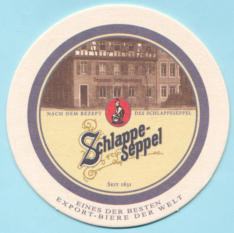 NACH DEM REZEPT DES SCHLAPPESEPPEL
Schlappe-
seppel
SEIT 1631
EINES DER BESTEN
EXPORT-BIERE DER WELT